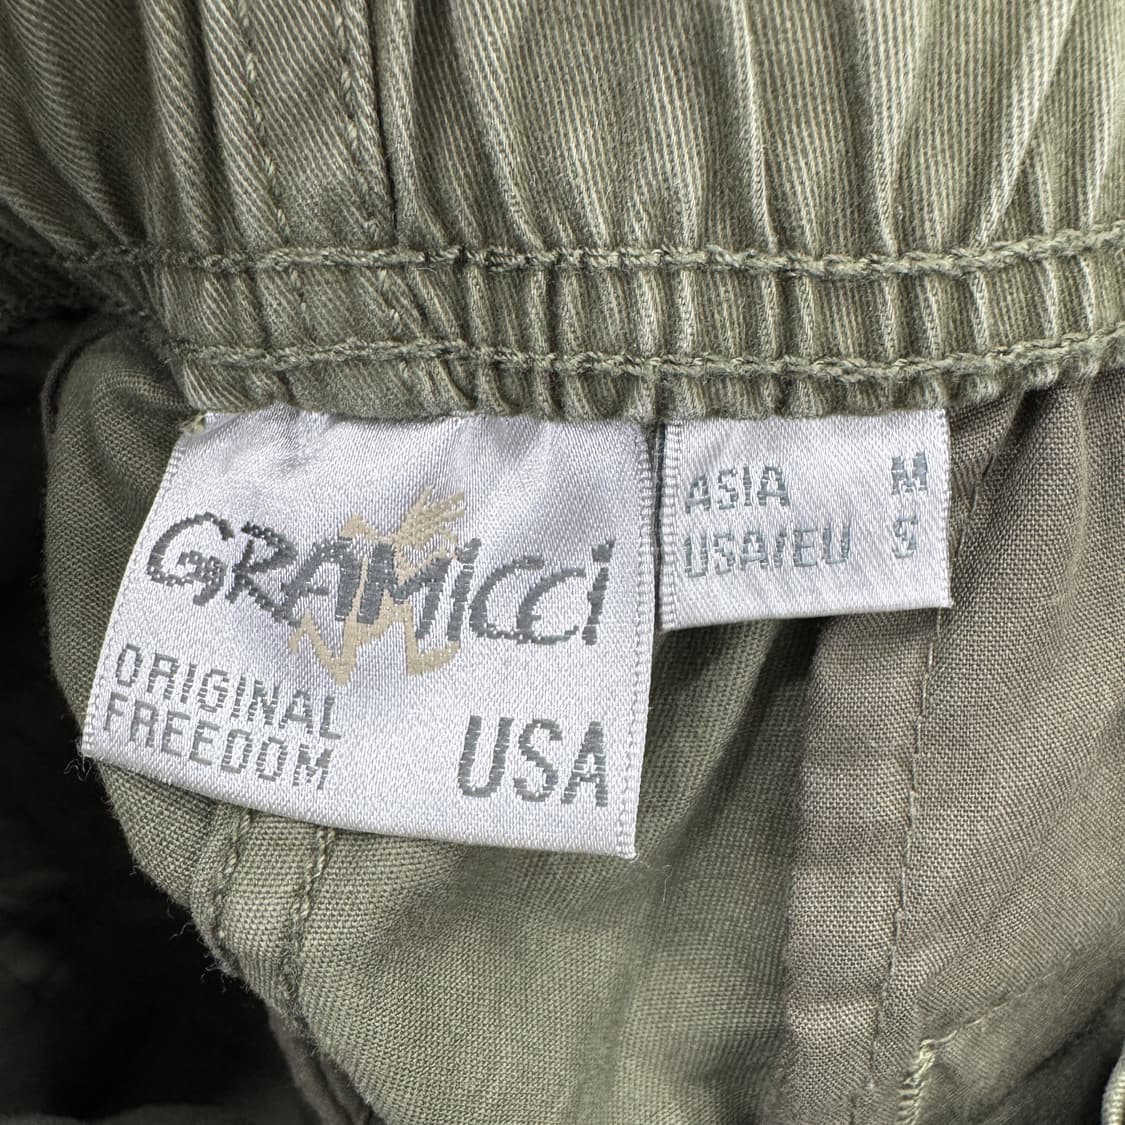 GRAMICCI
ORIGINAL
FREEDOM
USA
ASIA M
USA/EU S